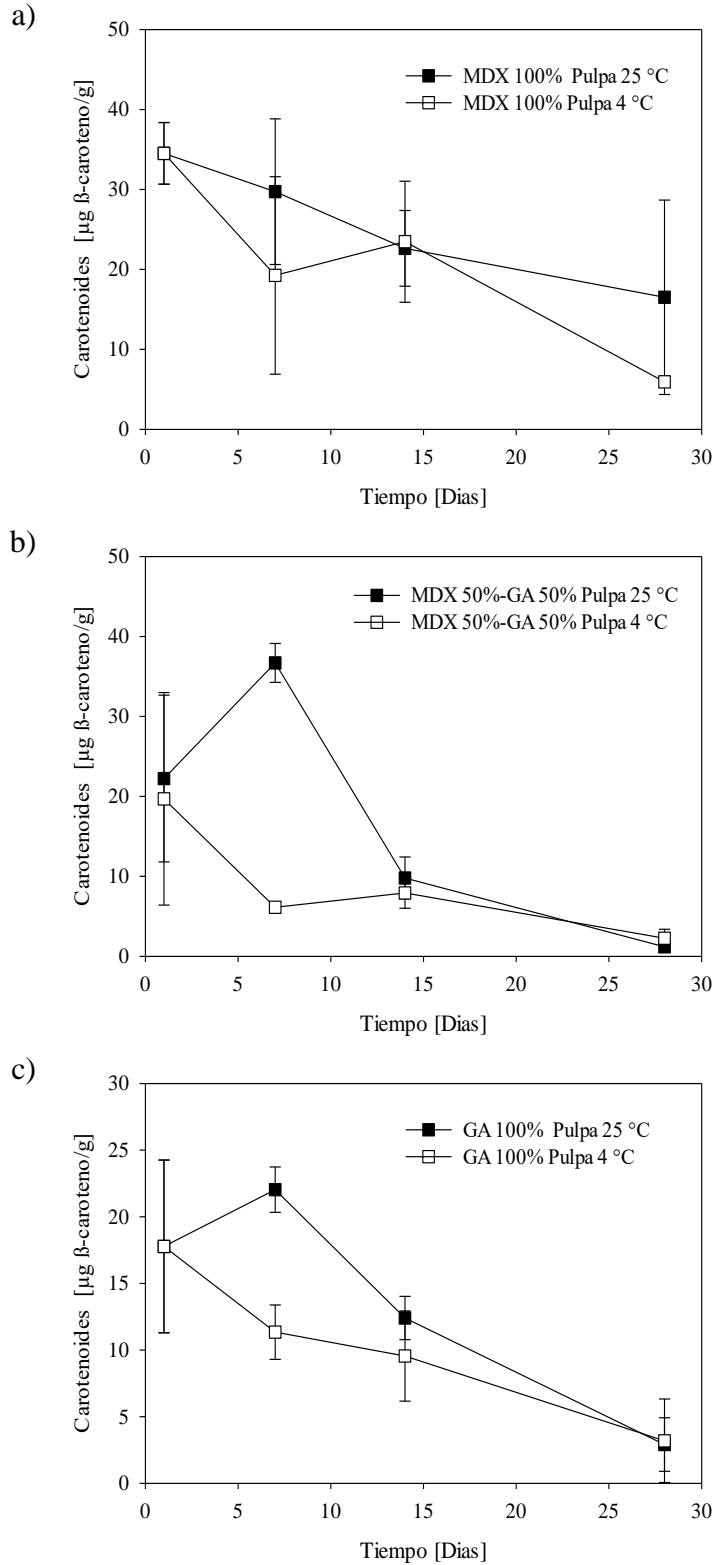 a)
50
40
30
20
10
0
Carotenoides [µg ß-caroteno/g]
MDX 100% Pulpa 25 °C
MDX 100% Pulpa 4 °C
0 5 10 15 20 25 30
Tiempo [Dias]
b)
50
40
30
20
10
0
Carotenoides [µg ß-caroteno/g]
MDX 50%-GA 50% Pulpa 25 °C
MDX 50%-GA 50% Pulpa 4 °C
0 5 10 15 20 25 30
Tiempo [Dias]
c)
30
25
20
15
10
5
0
Carotenoides [µg ß-caroteno/g]
GA 100% Pulpa 25 °C
GA 100% Pulpa 4 °C
0 5 10 15 20 25 30
Tiempo [Dias]